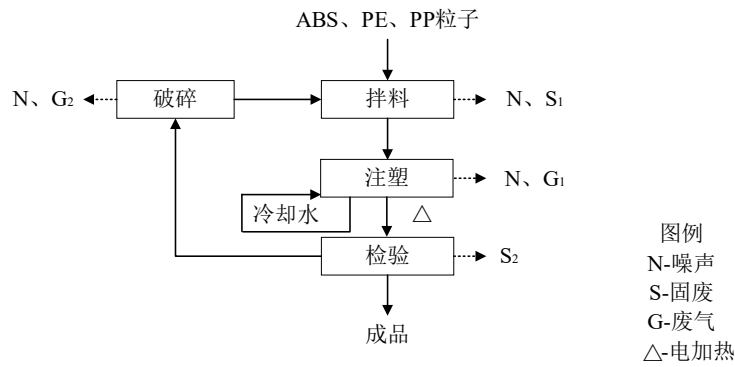 ABS、PE、PP粒子
N、G2
破碎
拌料
N、S1
注塑
N、G1
冷却水
△
检验
S2
成品
图例
N-噪声
S-固废
G-废气
△-电加热